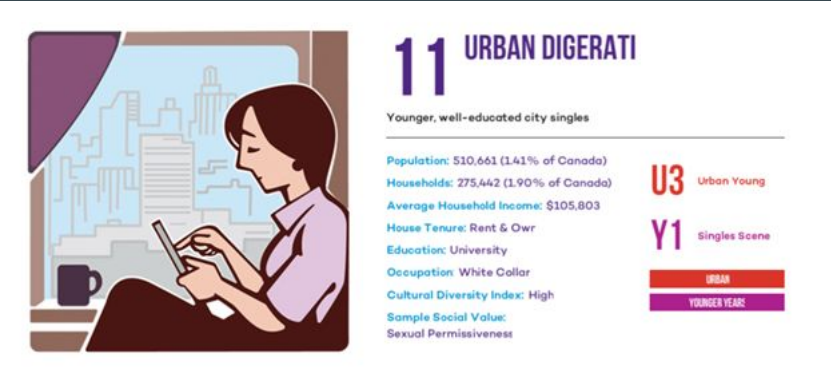 11 URBAN DIGERATI
Younger, well-educated city singles
Population: 510,661 (1.41% of Canada)
Households: 275,442 (1.90% of Canada)
Average Household Income: $105,803
House Tenure: Rent & Owr
Education: University
Occupation: White Collar
Cultural Diversity Index: High
Sample Social Value:
Sexual Permissiveness
U3 Urban Young
Y1 Singles Scene
URBAN
YOUNGER YEARS